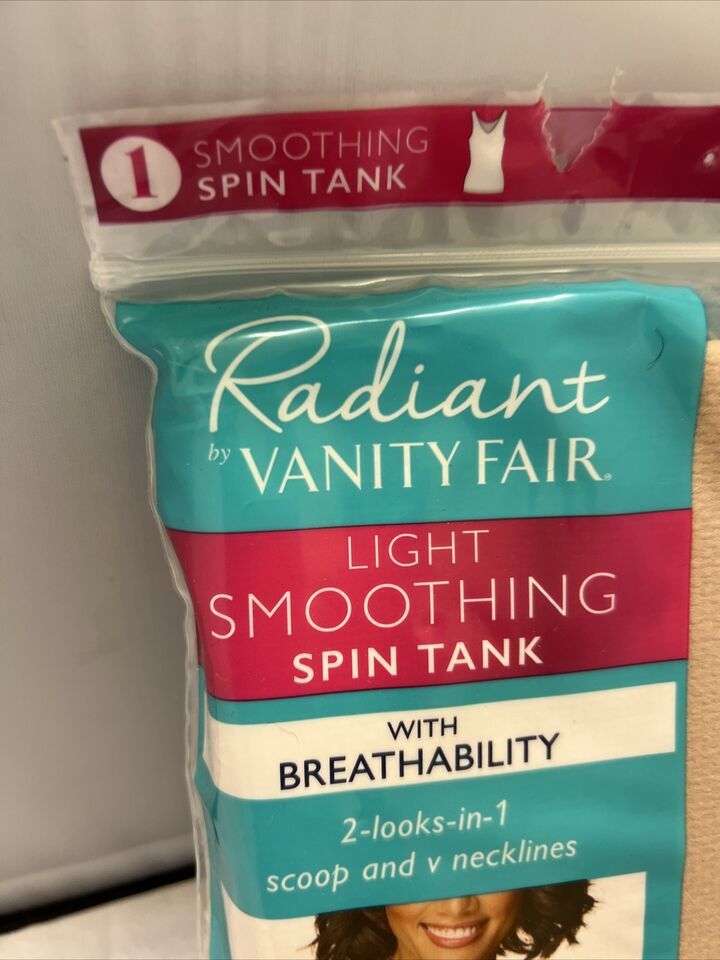 1
SMOOTHING
SPIN TANK
Radiant
by VANITY FAIR®
LIGHT
SMOOTHING
SPIN TANK
WITH
BREATHABILITY
2-looks-in-1
scoop and v necklines